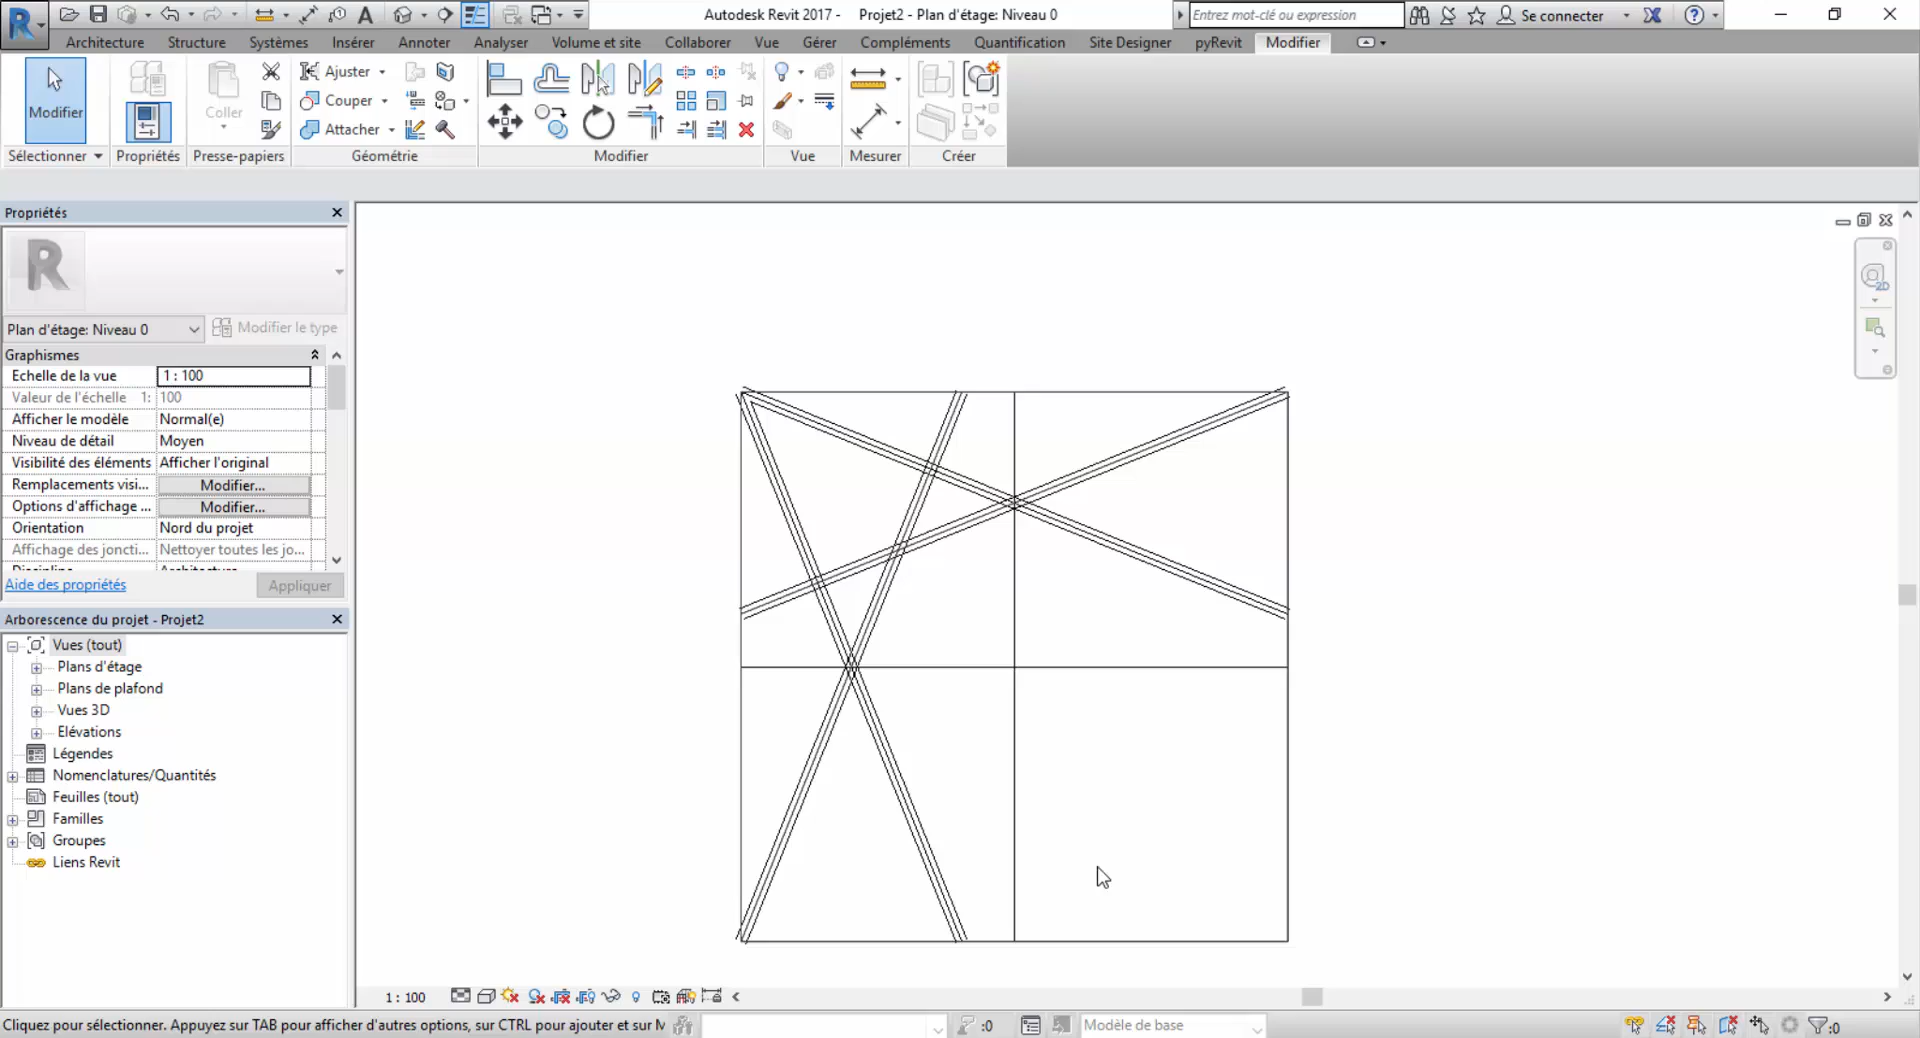 Autodesk Revit 2017 - Projet2 - Plan d'étage: Niveau 0
Entrez mot-clé ou expression
Se connecter
Architecture Structure Systèmes Insérer Annoter Analyser Volume et site Collaborer Vue Gérer Compléments Quantification Site Designer pyRevit Modifier
Modifier
Coller
Ajuster
Couper
Attacher
Sélectionner Propriétés Presse-papiers Géométrie Modifier Vue Mesurer Créer
Propriétés
Plan d'étage: Niveau 0
Modifier le type
Graphismes
Echelle de la vue 1 : 100
Valeur de l'échelle 1: 100
Afficher le modèle Normal(e)
Niveau de détail Moyen
Visibilité des éléments Afficher l'original
Remplacements visi... Modifier...
Options d'affichage ... Modifier...
Orientation Nord du projet
Affichage des joncti... Nettoyer toutes les jo...
Aide des propriétés Appliquer
Arborescence du projet - Projet2
Vues (tout)
Plans d'étage
Plans de plafond
Vues 3D
Elévations
Légendes
Nomenclatures/Quantités
Feuilles (tout)
Familles
Groupes
Liens Revit
2D
1 : 100
Cliquez pour sélectionner. Appuyez sur TAB pour afficher d'autres options, sur CTRL pour ajouter et sur M
:0
Modèle de base
:0